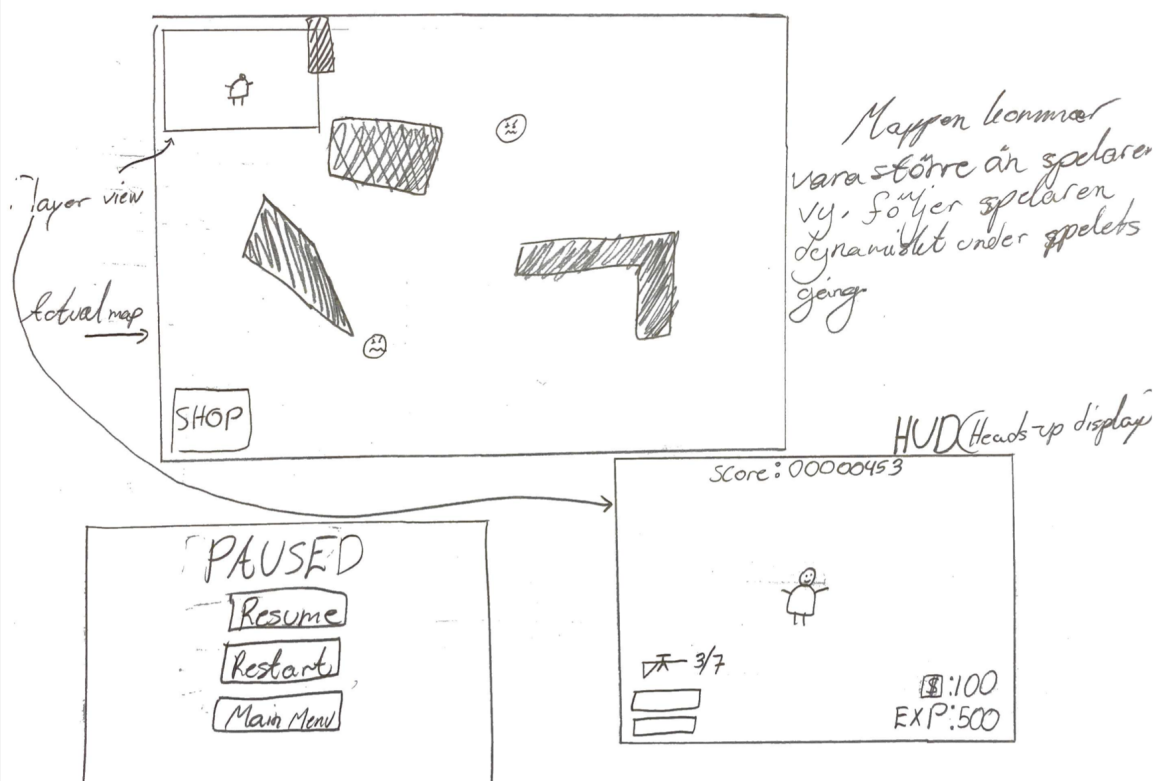 Mappen kommer
vara större än spelaren
vy. följer spelaren
dynamiskt under spelets
gång.
Player view
Actual map
SHOP
HUD(Heads-up display
Score: 00000453
3/7
$:100
EXP:500
PAUSED
Resume
Restart
Main Menu